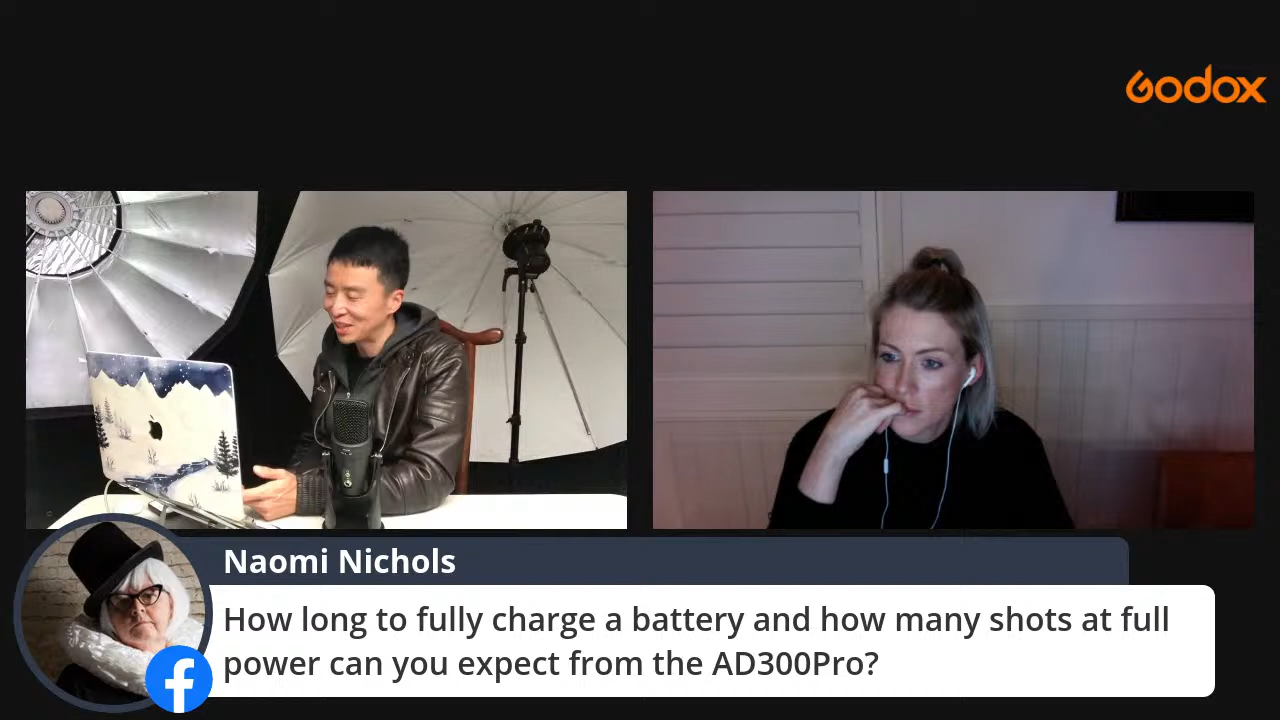 Godox
Naomi Nichols
How long to fully charge a battery and how many shots at full
power can you expect from the AD300Pro?